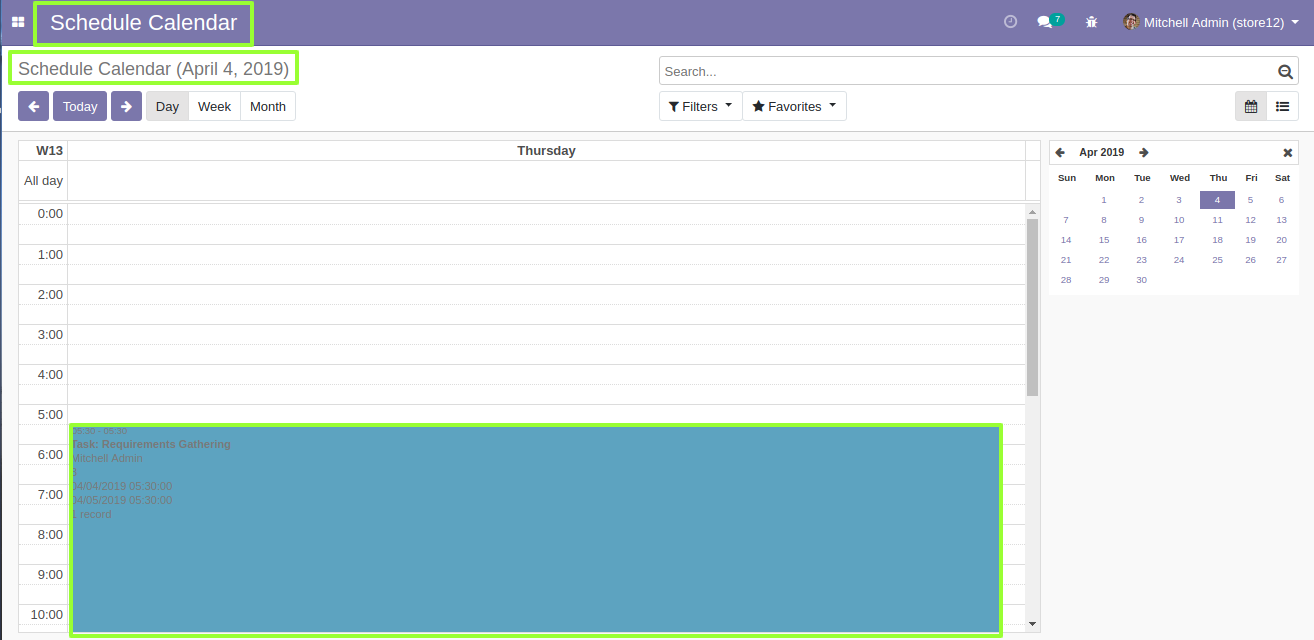 Schedule Calendar
7
Mitchell Admin (store12)
Schedule Calendar (April 4, 2019)
Search...
Today
Day
Week
Month
Filters
Favorites
W13
Thursday
All day
0:00
1:00
2:00
3:00
4:00
5:00
6:00
7:00
8:00
9:00
10:00
05:30 - 05:30
Task: Requirements Gathering
Mitchell Admin
04/04/2019 05:30:00
04/05/2019 05:30:00
1 record
Apr 2019
Sun Mon Tue Wed Thu Fri Sat
1 2 3 4 5 6
7 8 9 10 11 12 13
14 15 16 17 18 19 20
21 22 23 24 25 26 27
28 29 30